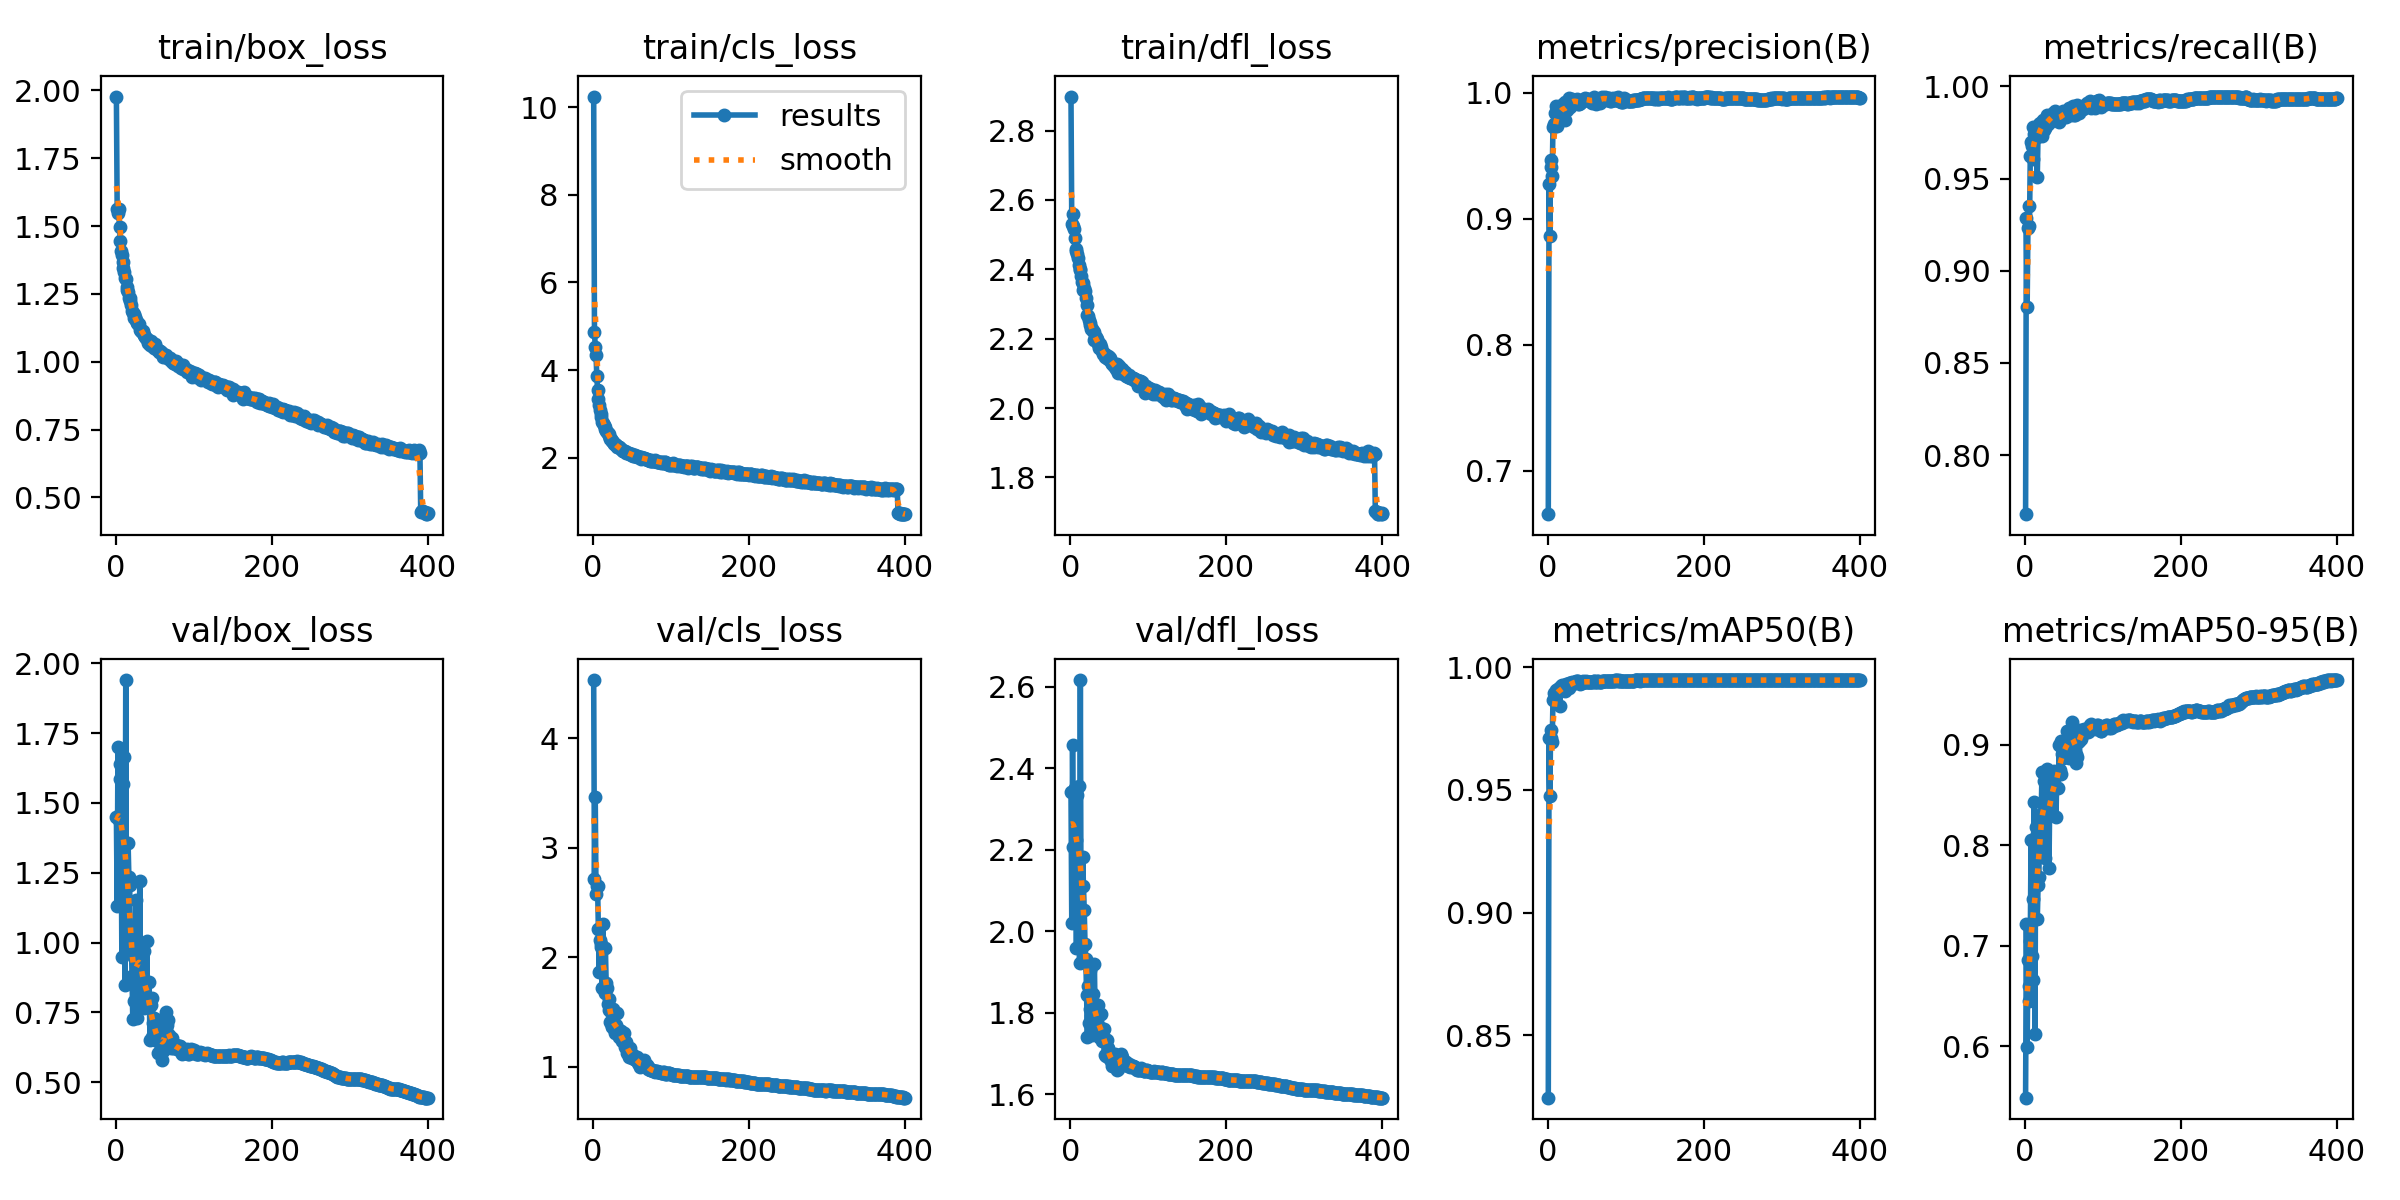 train/box_loss
2.00
1.75
1.50
1.25
1.00
0.75
0.50
0 200 400
train/cls_loss
results
smooth
10
8
6
4
2
0 200 400
train/dfl_loss
2.8
2.6
2.4
2.2
2.0
1.8
0 200 400
metrics/precision(B)
1.0
0.9
0.8
0.7
0 200 400
metrics/recall(B)
1.00
0.95
0.90
0.85
0.80
0 200 400
val/box_loss
2.00
1.75
1.50
1.25
1.00
0.75
0.50
0 200 400
val/cls_loss
4
3
2
1
0 200 400
val/dfl_loss
2.6
2.4
2.2
2.0
1.8
1.6
0 200 400
metrics/mAP50(B)
1.00
0.95
0.90
0.85
0 200 400
metrics/mAP50-95(B)
0.9
0.8
0.7
0.6
0 200 400